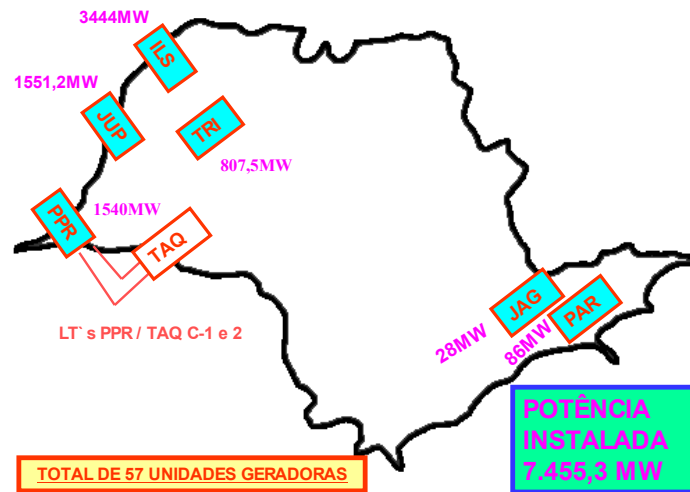 3444MW
ILS
1551,2MW
JUP
TRI
807,5MW
PPR
1540MW
TAQ
LT`s PPR / TAQ C-1 e 2
JAG
PAR
28MW
86MW
POTÊNCIA
INSTALADA
7.455,3 MW
TOTAL DE 57 UNIDADES GERADORAS